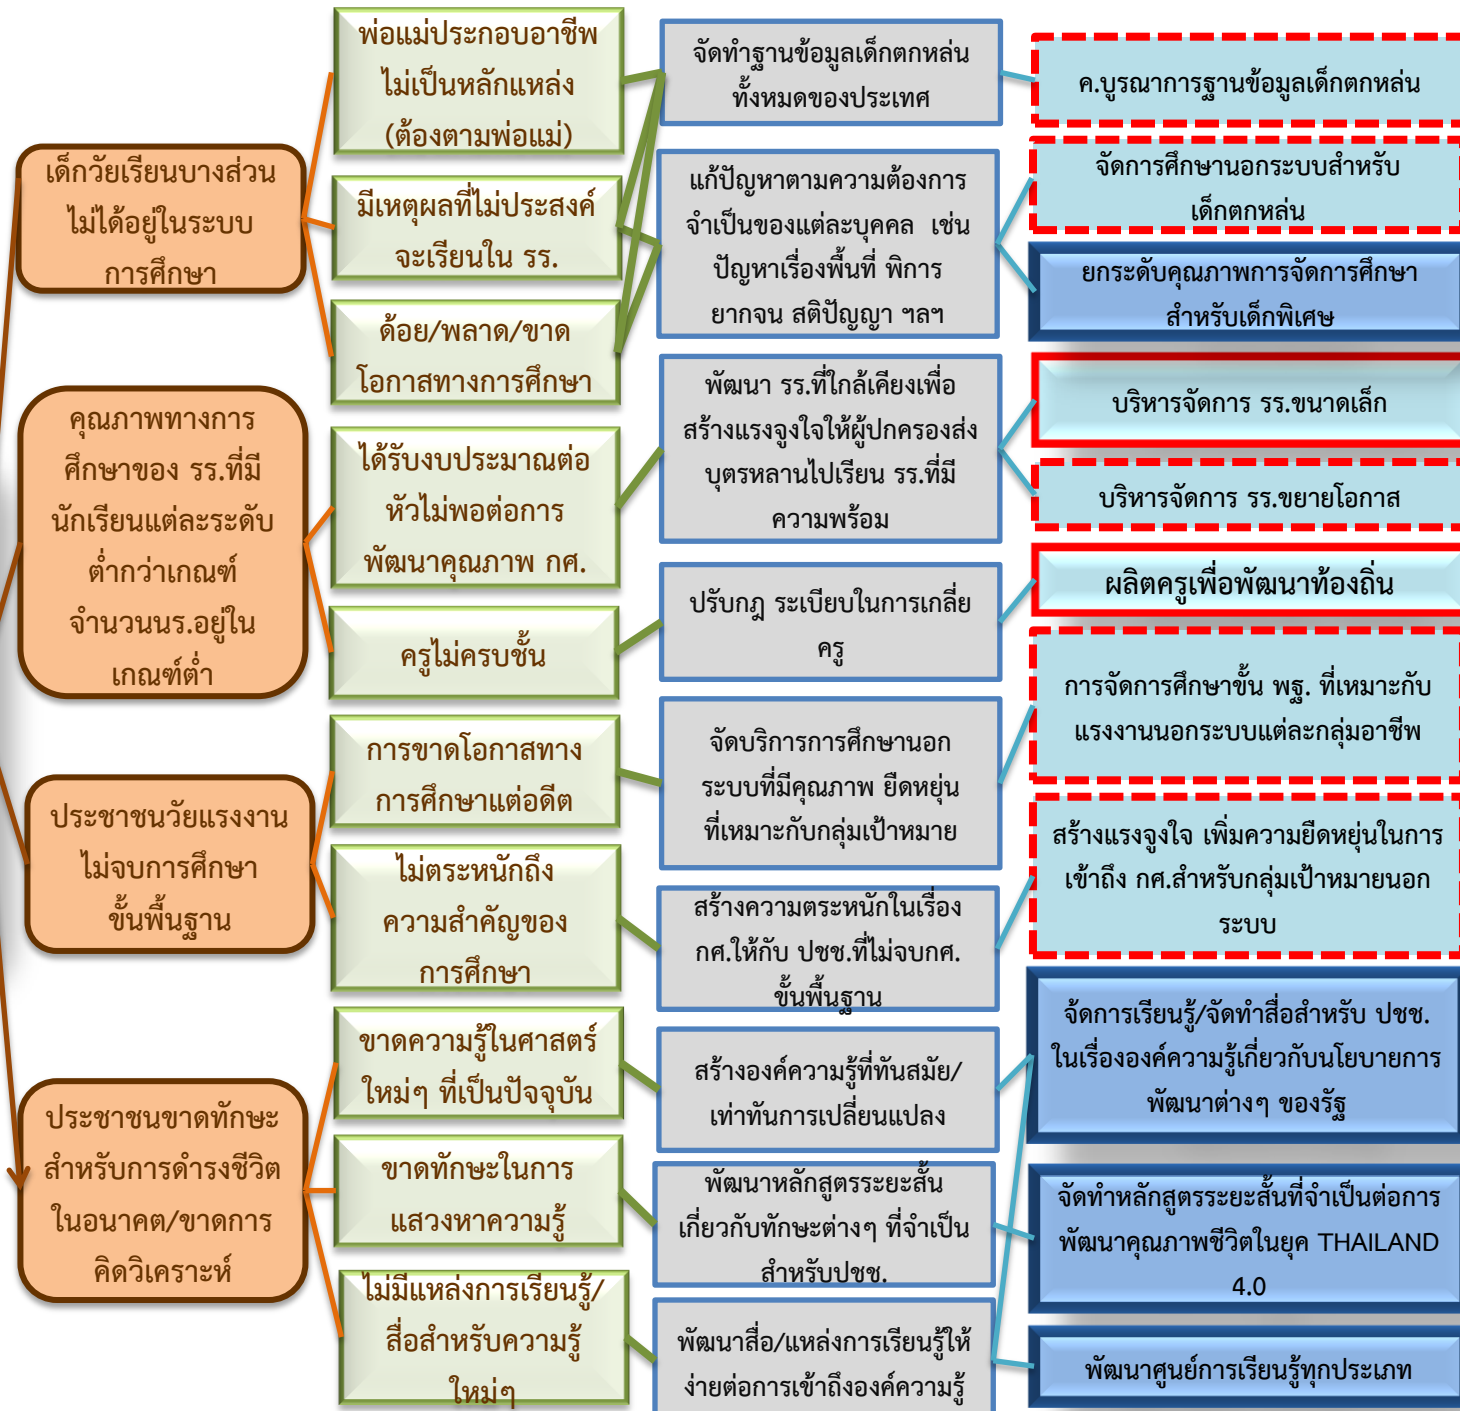 เด็กวัยเรียนบางส่วน
ไม่ได้อยู่ในระบบ
การศึกษา
คุณภาพทางการ
ศึกษาของ รร.ที่มี
นักเรียนแต่ละระดับ
ต่ำกว่าเกณฑ์
จำนวนนร.อยู่ใน
เกณฑ์ต่ำ
ประชาชนวัยแรงงาน
ไม่จบการศึกษา
ขั้นพื้นฐาน
ประชาชนขาดทักษะ
สำหรับการดำรงชีวิต
ในอนาคต/ขาดการ
คิดวิเคราะห์
พ่อแม่ประกอบอาชีพ
ไม่เป็นหลักแหล่ง
(ต้องตามพ่อแม่)
มีเหตุผลที่ไม่ประสงค์
จะเรียนใน รร.
ด้อย/พลาด/ขาด
โอกาสทางการศึกษา
ได้รับงบประมาณต่อ
หัวไม่พอต่อการ
พัฒนาคุณภาพ กศ.
ครูไม่ครบชั้น
การขาดโอกาสทาง
การศึกษาแต่อดีต
ไม่ตระหนักถึง
ความสำคัญของ
การศึกษา
ขาดความรู้ในศาสตร์
ใหม่ๆ ที่เป็นปัจจุบัน
ขาดทักษะในการ
แสวงหาความรู้
ไม่มีแหล่งการเรียนรู้/
สื่อสำหรับความรู้
ใหม่ๆ
จัดทำฐานข้อมูลเด็กตกหล่น
ทั้งหมดของประเทศ
แก้ปัญหาตามความต้องการ
จำเป็นของแต่ละบุคคล เช่น
ปัญหาเรื่องพื้นที่ พิการ
ยากจน สติปัญญา ฯลฯ
พัฒนา รร.ที่ใกล้เคียงเพื่อ
สร้างแรงจูงใจให้ผู้ปกครองส่ง
บุตรหลานไปเรียน รร.ที่มี
ความพร้อม
ปรับกฎ ระเบียบในการเกลี่ย
ครู
จัดบริการการศึกษานอก
ระบบที่มีคุณภาพ ยืดหยุ่น
ที่เหมาะกับกลุ่มเป้าหมาย
สร้างความตระหนักในเรื่อง
กศ.ให้กับ ปชช.ที่ไม่จบกศ.
ขั้นพื้นฐาน
สร้างองค์ความรู้ที่ทันสมัย/
เท่าทันการเปลี่ยนแปลง
พัฒนาหลักสูตรระยะสั้น
เกี่ยวกับทักษะต่างๆ ที่จำเป็น
สำหรับปชช.
พัฒนาสื่อ/แหล่งการเรียนรู้ให้
ง่ายต่อการเข้าถึงองค์ความรู้
ค.บูรณาการฐานข้อมูลเด็กตกหล่น
จัดการศึกษานอกระบบสำหรับ
เด็กตกหล่น
ยกระดับคุณภาพการจัดการศึกษา
สำหรับเด็กพิเศษ
บริหารจัดการ รร.ขนาดเล็ก
บริหารจัดการ รร.ขยายโอกาส
ผลิตครูเพื่อพัฒนาท้องถิ่น
การจัดการศึกษาขั้น พฐ. ที่เหมาะกับ
แรงงานนอกระบบแต่ละกลุ่มอาชีพ
สร้างแรงจูงใจ เพิ่มความยืดหยุ่นในการ
เข้าถึง กศ.สำหรับกลุ่มเป้าหมายนอก
ระบบ
จัดการเรียนรู้/จัดทำสื่อสำหรับ ปชช.
ในเรื่ององค์ความรู้เกี่ยวกับนโยบายการ
พัฒนาต่างๆ ของรัฐ
จัดทำหลักสูตรระยะสั้นที่จำเป็นต่อการ
พัฒนาคุณภาพชีวิตในยุค THAILAND
4.0
พัฒนาศูนย์การเรียนรู้ทุกประเภท